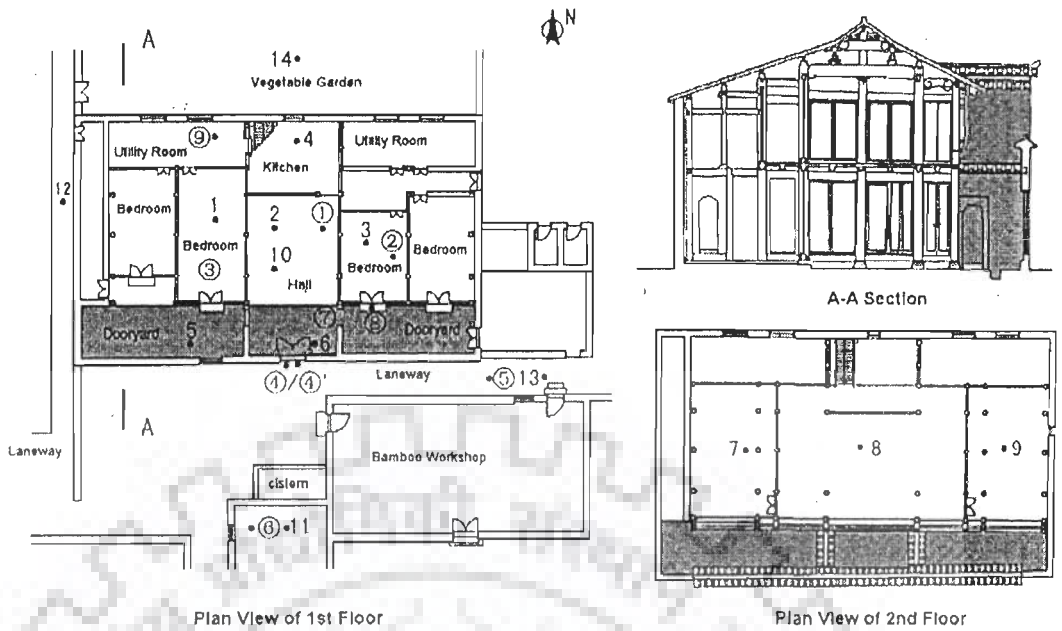 A
N
14
Vegetable Garden
⑨
4
Utility Room
Utility Room
Kitchen
12
1
2
①
Bedroom
3
②
Bedroom
Bedroom
10
Bedroom
③
Hall
A-A Section
⑦
⑧
Dooryard
5
6
Dooryard
④/④'
Laneway
⑤ 13
A
Laneway
Bamboo Workshop
7
8
9
cistern
⑥ 11
Plan View of 1st Floor
Plan View of 2nd Floor